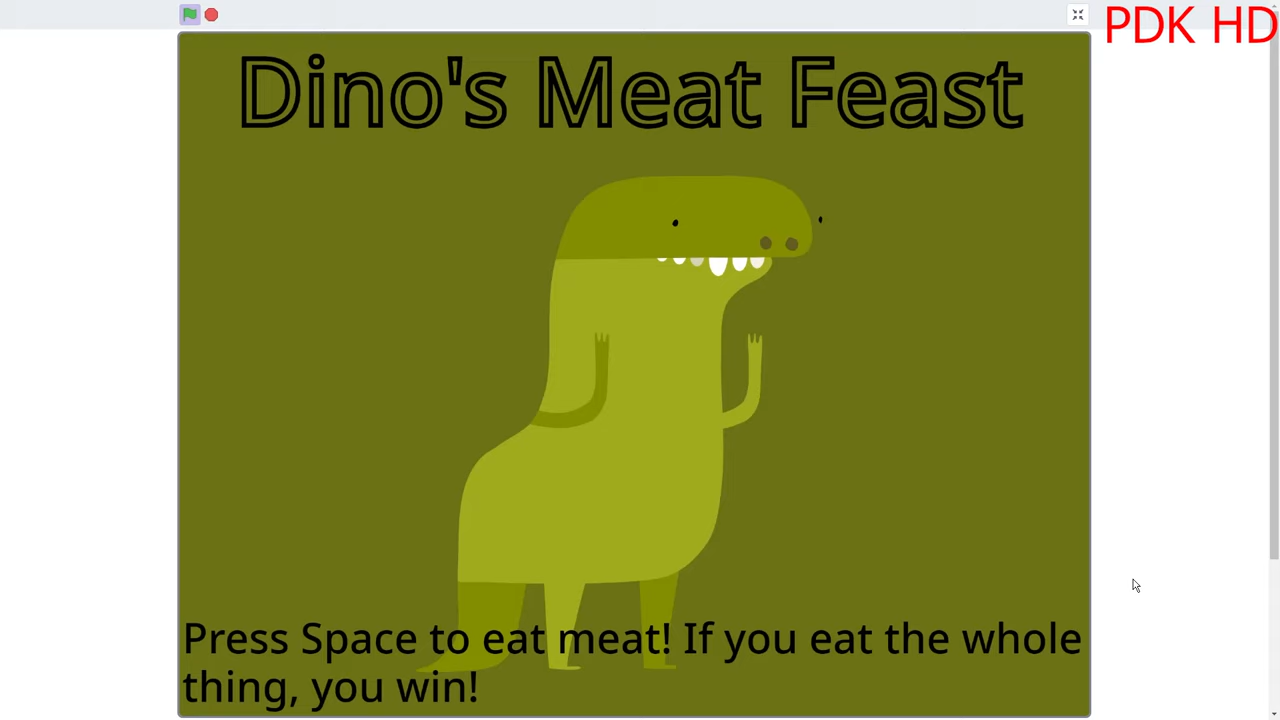 PDK HD
Dino's Meat Feast
Press Space to eat meat! If you eat the whole
thing, you win!